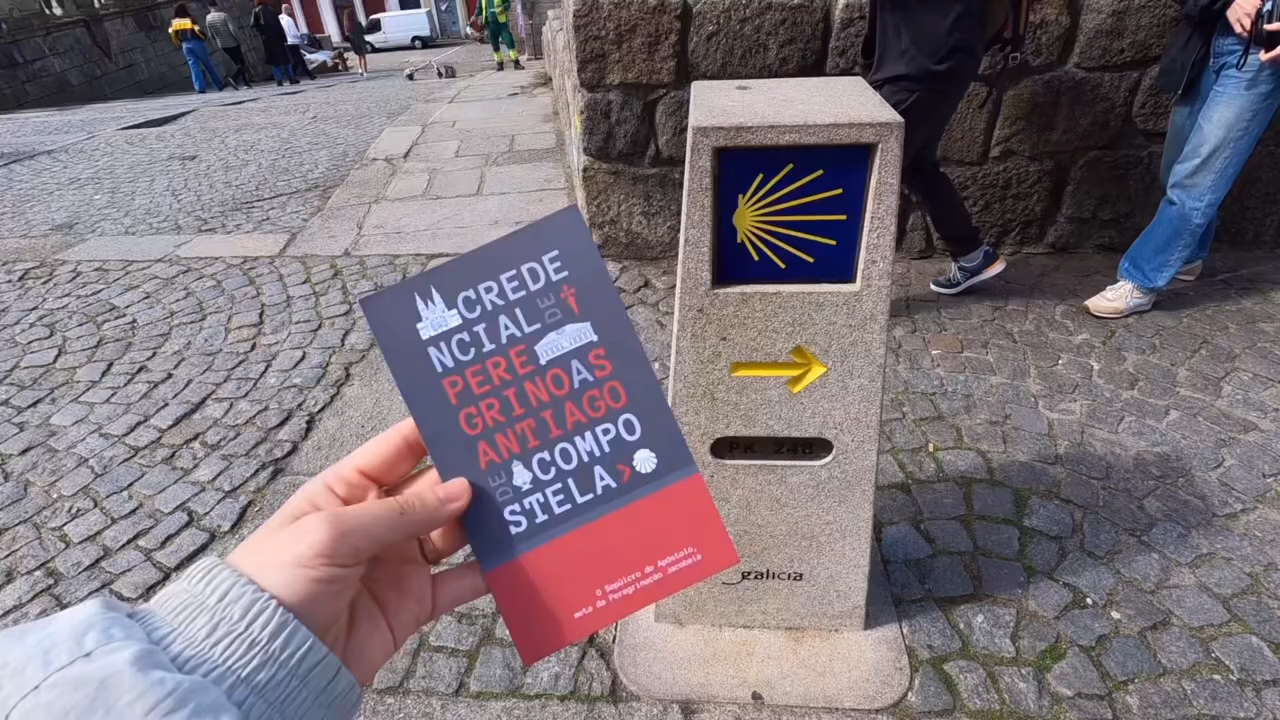 CREDE
NCIAL DE
PERE
GRINOAS
ANTIAGO
DE COMPO
STELA
O Sepulcro do Apóstolo,
meta da Peregrinação Jacobeia
PK 248
galicia